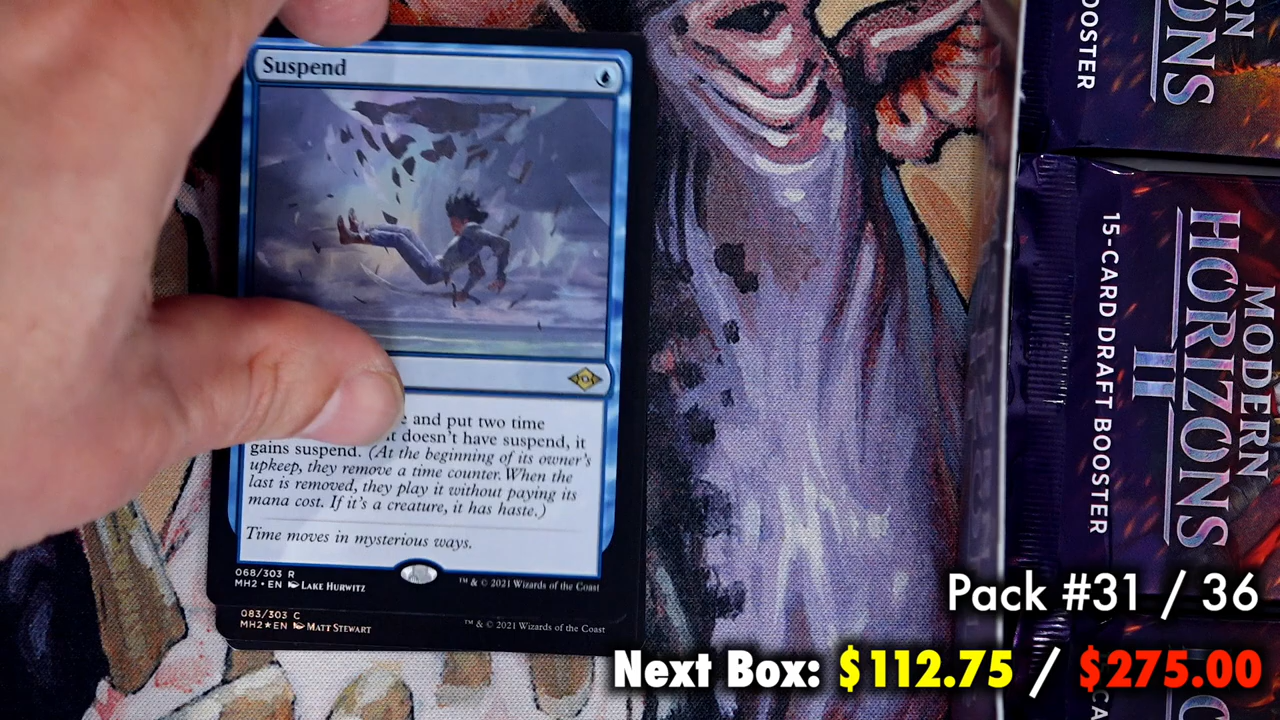 Suspend
e and put two time
it doesn't have suspend, it
gains suspend. (At the beginning of its owner's
upkeep, they remove a time counter. When the
last is removed, they play it without paying its
mana cost. If it's a creature, it has haste.)
Time moves in mysterious ways.
068/303 R
MH2 • EN Lake Hurwitz
™ & © 2021 Wizards of the Coast
083/303 C
MH2★EN Matt Stewart
™ & © 2021 Wizards of the Coast
RN
ONS
OOSTER
MODERN
HORIZONS
II
15-CARD DRAFT BOOSTER
Pack #31 / 36
Next Box: $112.75 / $275.00